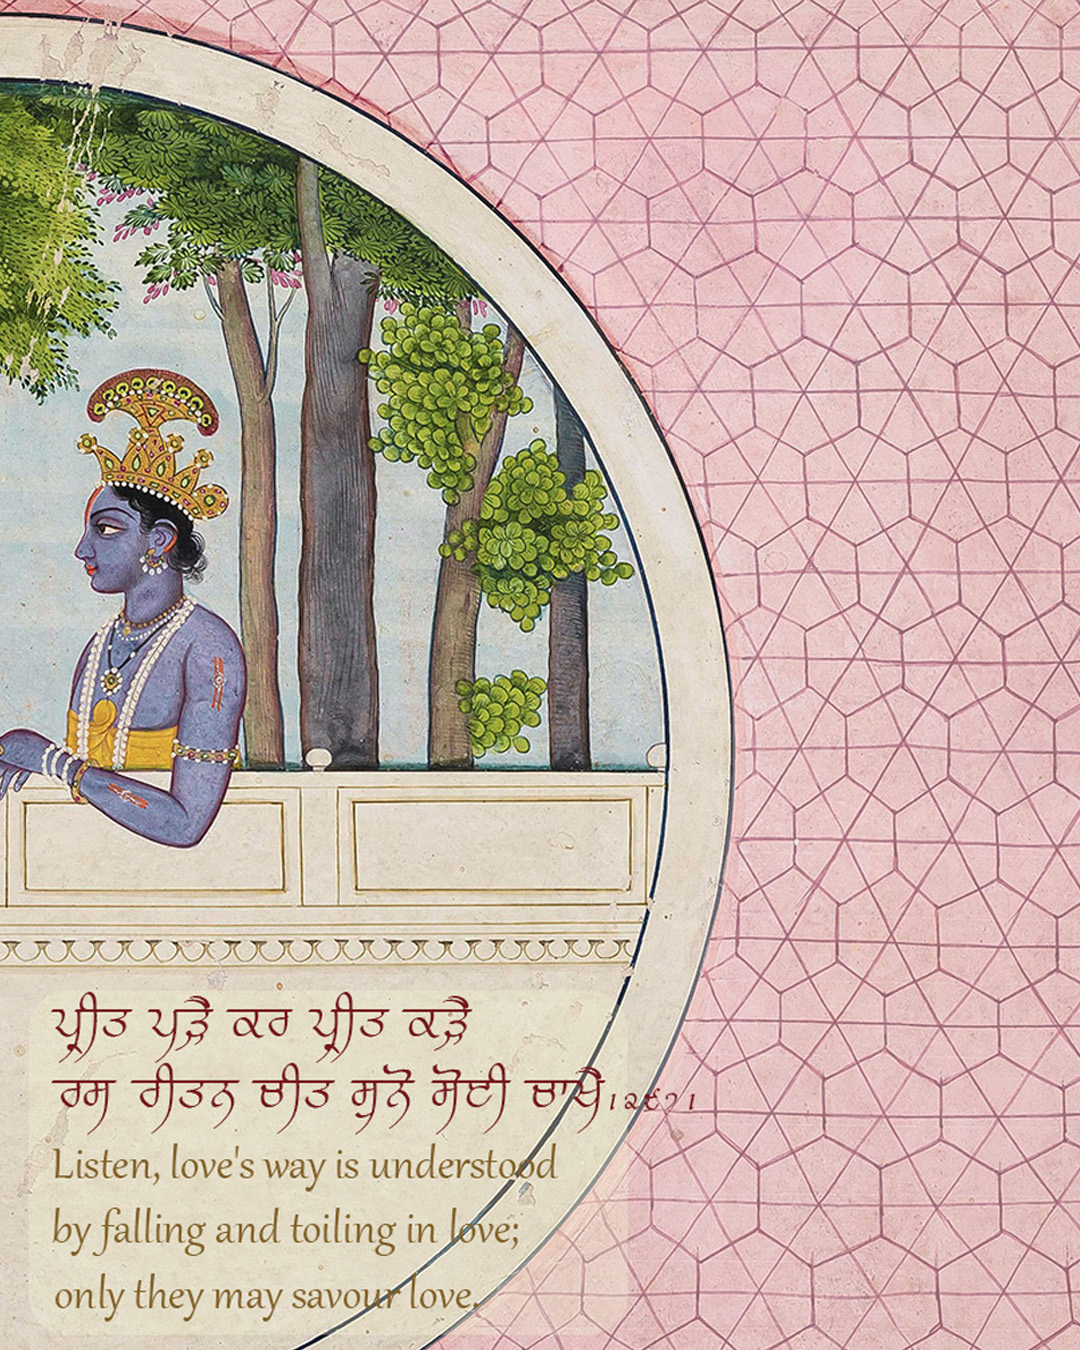 ਪ੍ਰੀਤ ਪੜੈ ਕਰ ਪ੍ਰੀਤ ਕੜੈ
ਰਸ ਰੀਤਨ ਚੀਤ ਸੁਨੋ ਸੋਈ ਚਾਖੈ।੨੬੧।
Listen, love's way is understood
by falling and toiling in love;
only they may savour love.